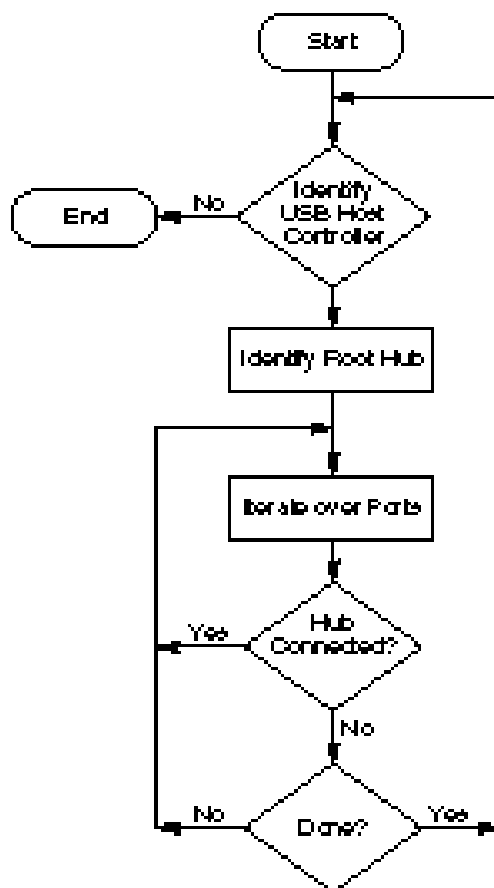 Start
Identify
USB Host
Controller
No
End
Identify Root Hub
Iterate over Ports
Hub
Connected?
Yes
No
Done?
No
Yes